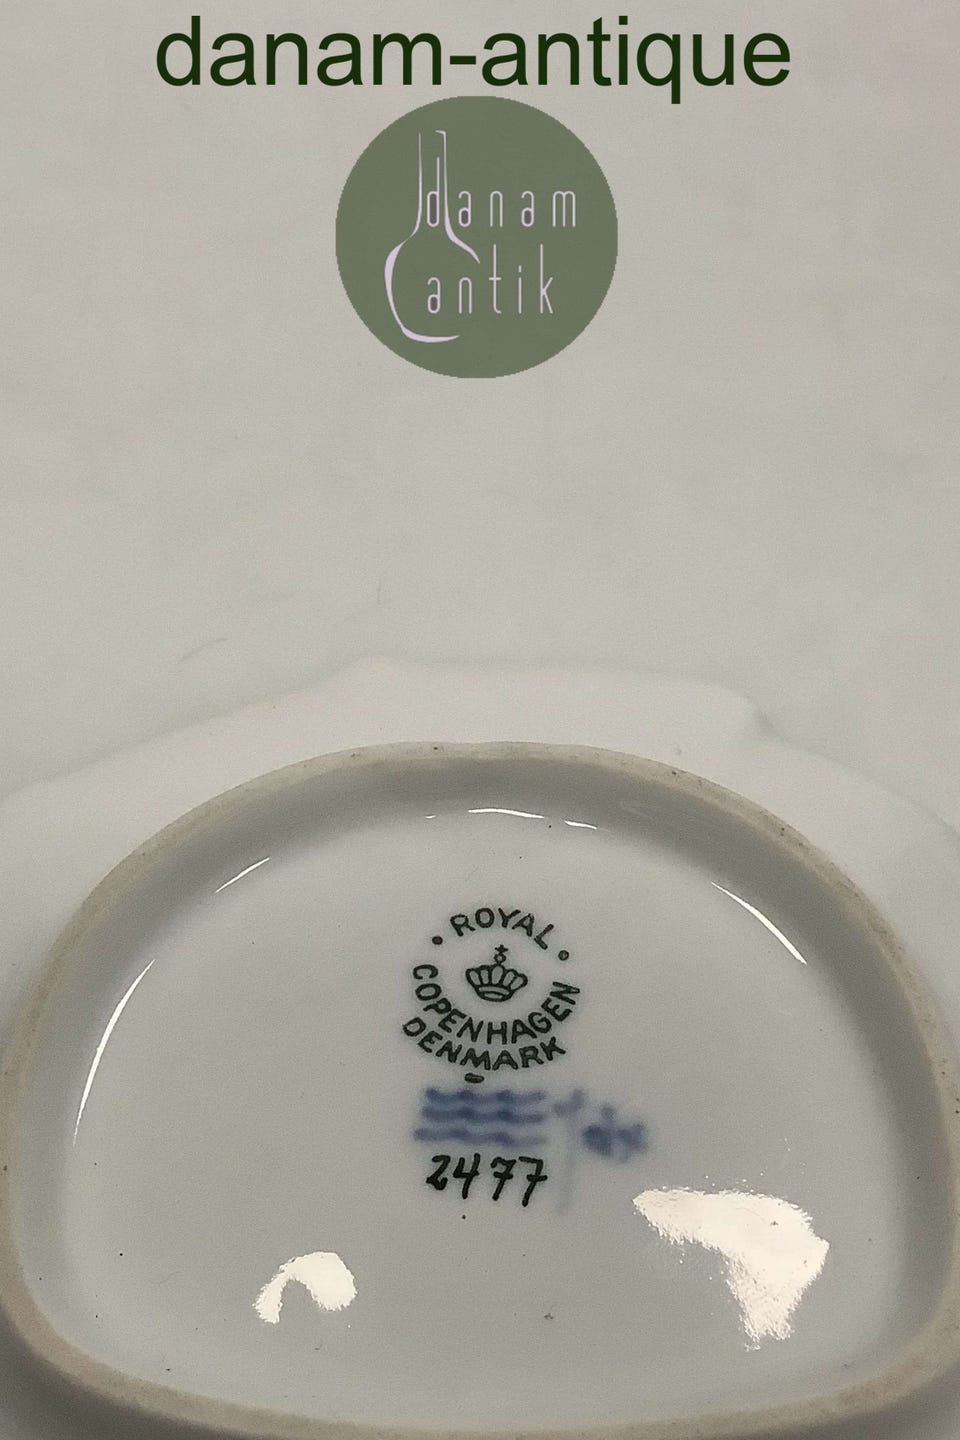 danam-antique
danam
antik
ROYAL
COPENHAGEN
DENMARK
2477